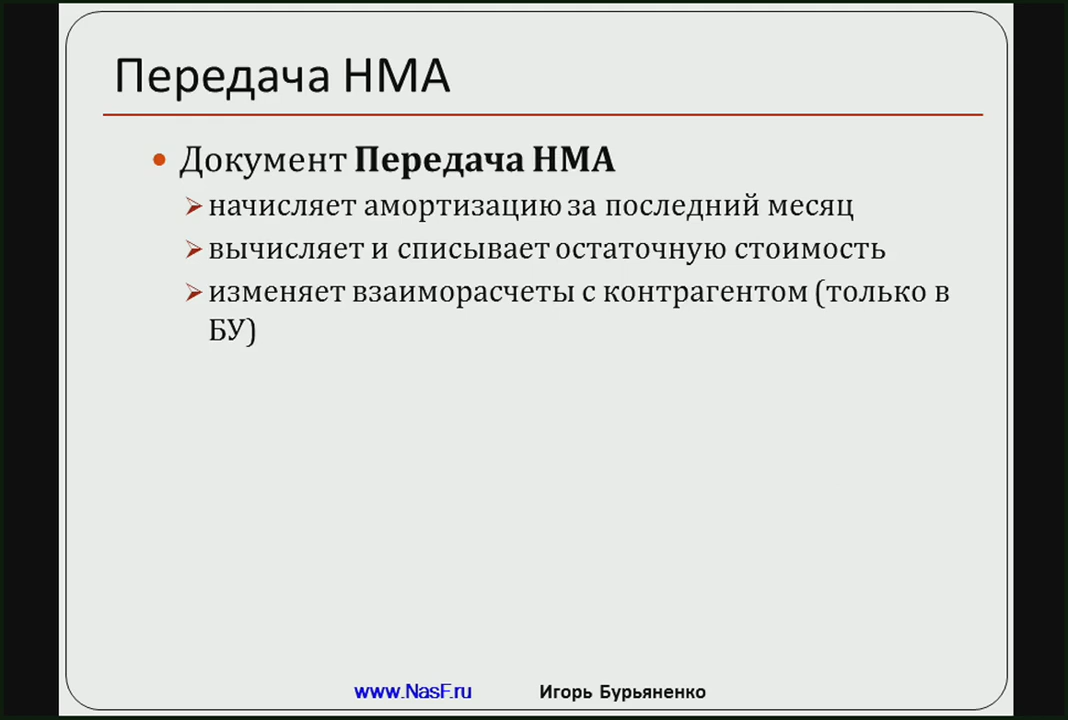 Передача НМА
Документ Передача НМА
начисляет амортизацию за последний месяц
вычисляет и списывает остаточную стоимость
изменяет взаиморасчеты с контрагентом (только в
БУ)
www.NasF.ru Игорь Бурьяненко